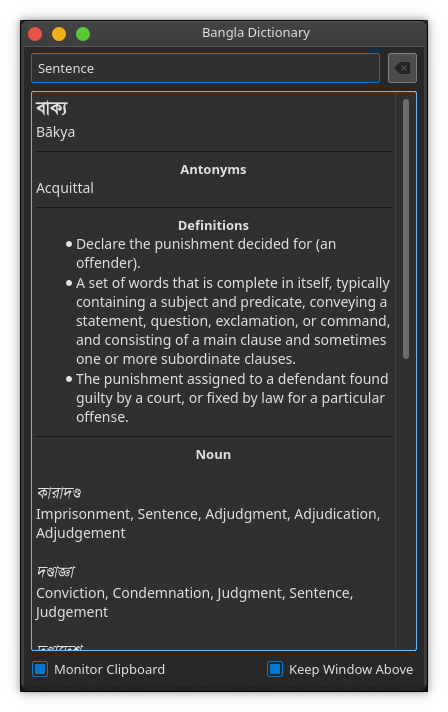 Bangla Dictionary
Sentence
বাক্য
Bākya
Antonyms
Acquittal
Definitions
Declare the punishment decided for (an
offender).
A set of words that is complete in itself, typically
containing a subject and predicate, conveying a
statement, question, exclamation, or command,
and consisting of a main clause and sometimes
one or more subordinate clauses.
The punishment assigned to a defendant found
guilty by a court, or fixed by law for a particular
offense.
Noun
কারাদণ্ড
Imprisonment, Sentence, Adjudgment, Adjudication,
Adjudgement
দণ্ডাজ্ঞা
Conviction, Condemnation, Judgment, Sentence,
Judgement
Monitor Clipboard
Keep Window Above